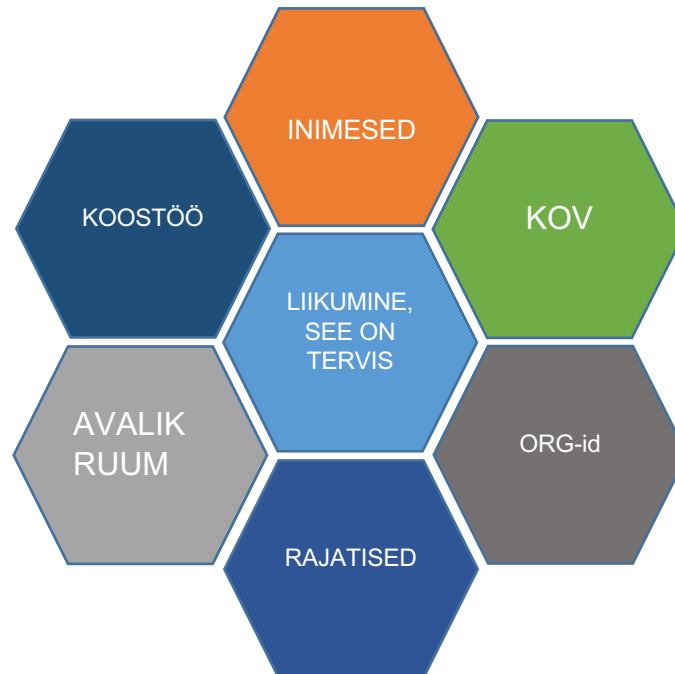 INIMESED
KOOSTÖÖ
KOV
LIIKUMINE,
SEE ON
TERVIS
AVALIK
RUUM
ORG-id
RAJATISED